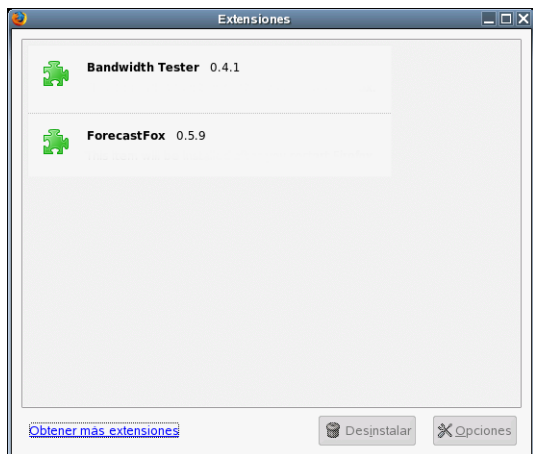 Extensiones
Bandwidth Tester 0.4.1
ForecastFox 0.5.9
Obtener más extensiones
Desinstalar
Opciones